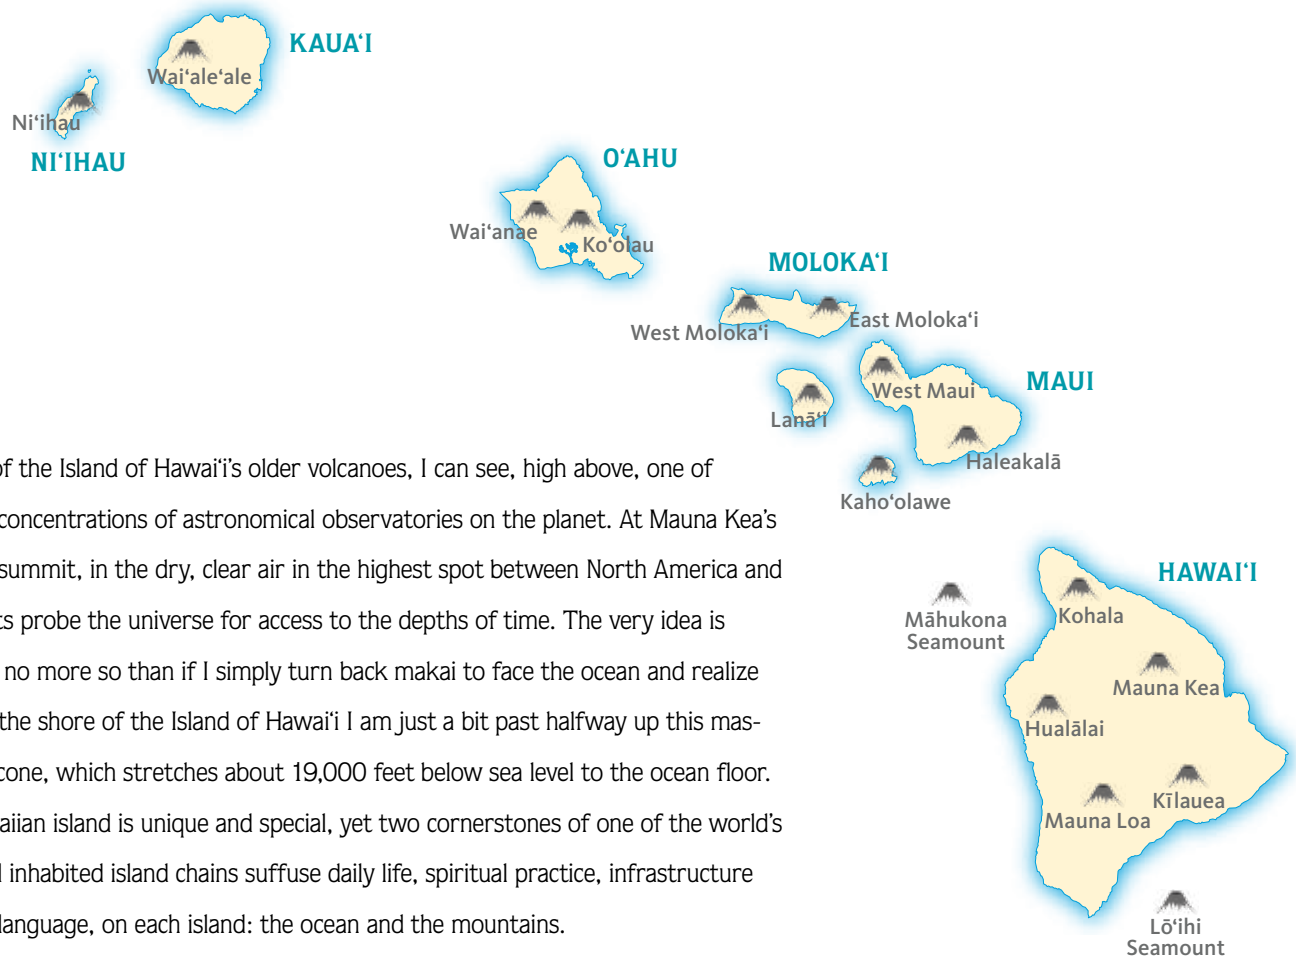 KAUAʻI
Waiʻaleʻale
Niʻihau
NIʻIHAU
OʻAHU
Waiʻanae
Koʻolau
MOLOKAʻI
West Molokaʻi
East Molokaʻi
MAUI
West Maui
Lanāʻi
Haleakalā
Kahoʻolawe
of the Island of Hawaiʻi’s older volcanoes, I can see, high above, one of
concentrations of astronomical observatories on the planet. At Mauna Kea’s
summit, in the dry, clear air in the highest spot between North America and
ts probe the universe for access to the depths of time. The very idea is
no more so than if I simply turn back makai to face the ocean and realize
the shore of the Island of Hawaiʻi I am just a bit past halfway up this mas-
cone, which stretches about 19,000 feet below sea level to the ocean floor.
aiian island is unique and special, yet two cornerstones of one of the world’s
l inhabited island chains suffuse daily life, spiritual practice, infrastructure
language, on each island: the ocean and the mountains.
HAWAIʻI
Māhukona
Seamount
Kohala
Mauna Kea
Hualālai
Kīlauea
Mauna Loa
Lōʻihi
Seamount